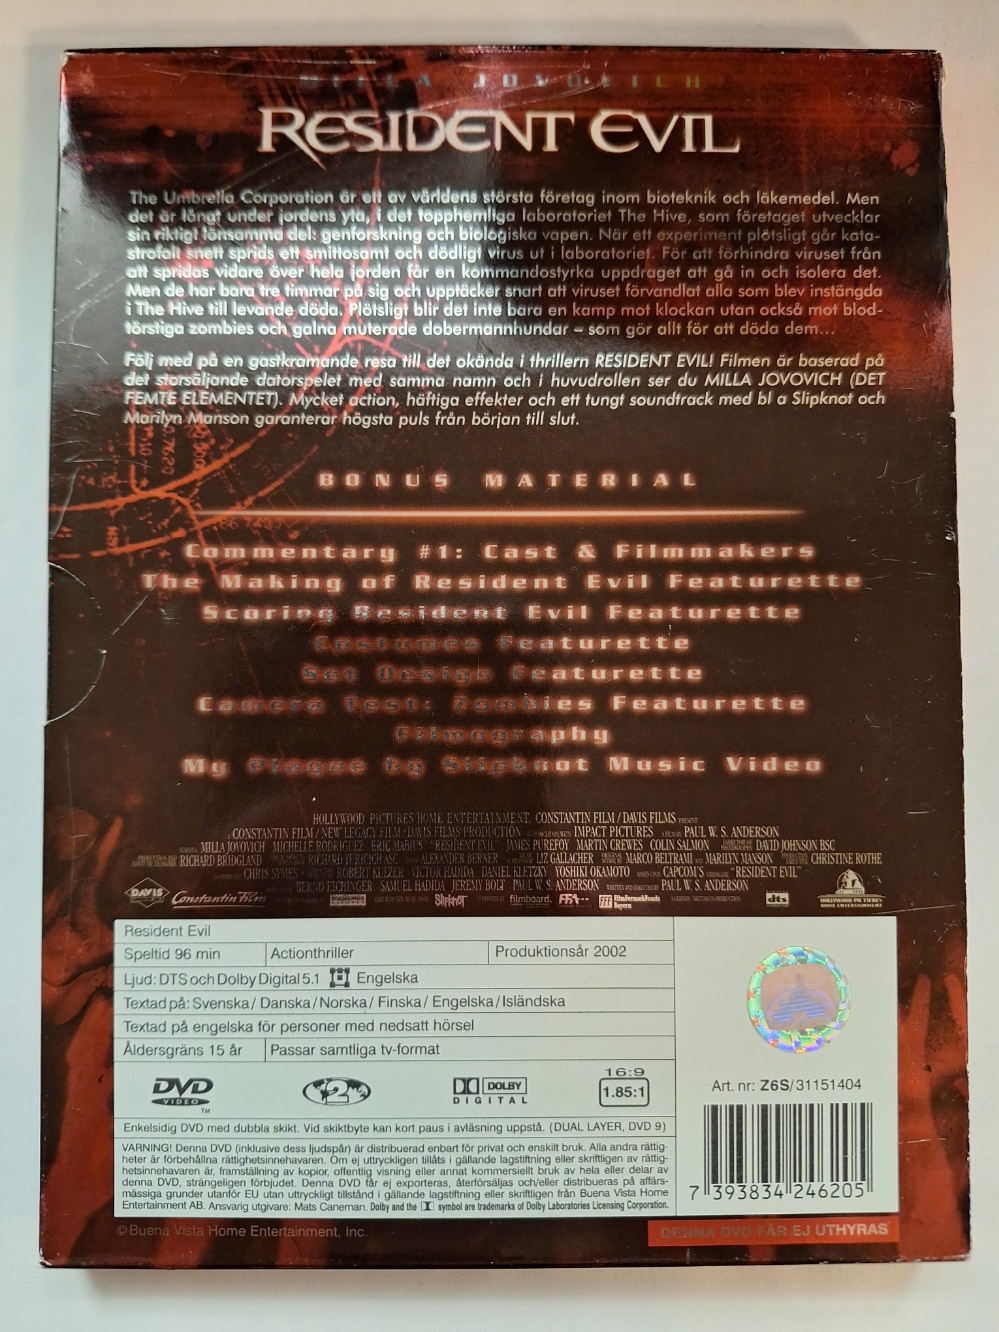 MILLA JOVOVICH
RESIDENT EVIL
The Umbrella Corporation är ett av världens största företag inom bioteknik och läkemedel. Men
det är långt under jordens yta, i det topphemliga laboratoriet The Hive, som företaget utvecklar
sin riktigt lönsamma del: genforskning och biologiska vapen. När ett experiment plötsligt går kata-
strofalt snett sprids ett smittosamt och dödligt virus ut i laboratoriet. För att förhindra viruset från
att spridas vidare över hela jorden får en kommandostyrka uppdraget att gå in och isolera det.
Men de har bara tre timmar på sig och upptäcker snart att viruset förvandlat alla som blev instängda
i The Hive till levande döda. Plötsligt blir det inte bara en kamp mot klockan utan också mot blod-
törstiga zombies och galna muterade dobermannhundar – som gör allt för att döda dem...
Följ med på en gastkramande resa till det okända i thrillern RESIDENT EVIL! Filmen är baserad på
det storsäljande datorspelet med samma namn och i huvudrollen ser du MILLA JOVOVICH (DET
FEMTE ELEMENTET). Mycket action, häftiga effekter och ett tungt soundtrack med bl a Slipknot och
Marilyn Manson garanterar högsta puls från början till slut.
BONUS MATERIAL
Commentary #1: Cast & Filmmakers
The Making of Resident Evil Featurette
Scoring Resident Evil Featurette
Costumes Featurette
Set Design Featurette
Camera Test: Zombies Featurette
Filmography
My Plague by Slipknot Music Video
HOLLYWOOD PICTURES HOME ENTERTAINMENT, CONSTANTIN FILM / DAVIS FILMS PRESENT
A CONSTANTIN FILM / NEW LEGACY FILM / DAVIS FILMS PRODUCTION IN ASSOCIATION WITH IMPACT PICTURES A FILM BY PAUL W. S. ANDERSON
MILLA JOVOVICH MICHELLE RODRIGUEZ ERIC MABIUS "RESIDENT EVIL" JAMES PUREFOY MARTIN CREWES COLIN SALMON DAVID JOHNSON BSC
RICHARD BRIDGLAND ALEXANDER BERNER LIZ GALLACHER MARCO BELTRAMI MARILYN MANSON CHRISTINE ROTHE
CHRIS SYMES ROBERT KULZER VICTOR HADIDA DANIEL KLETZKY YOSHIKI OKAMOTO BASED UPON CAPCOM'S VIDEOGAME "RESIDENT EVIL"
BERND EICHINGER SAMUEL HADIDA JEREMY BOLT PAUL W. S. ANDERSON WRITTEN AND DIRECTED BY PAUL W. S. ANDERSON
DAVIS FILMS Constantin Film Slipknot filmboard. FFA FilmFernsehFonds Bayern dts HOLLYWOOD PICTURES HOME ENTERTAINMENT
Resident Evil
Speltid 96 min Actionthriller Produktionsår 2002
Ljud: DTS och Dolby Digital 5.1 Engelska
Textad på: Svenska / Danska / Norska / Finska / Engelska / Isländska
Textad på engelska för personer med nedsatt hörsel
Åldersgräns 15 år Passar samtliga tv-format
DVD VIDEO TM 2 DOLBY DIGITAL 16:9 1.85:1
Art. nr: Z6S/31151404
Enkelsidig DVD med dubbla skikt. Vid skiktbyte kan kort paus i avläsning uppstå. (DUAL LAYER, DVD 9)
VARNING! Denna DVD (inklusive dess ljudspår) är distribuerad enbart för privat och enskilt bruk. Alla andra rättig-
heter är förbehållna rättighetsinnehavaren. Om ej uttryckligen tillåts i gällande lagstiftning eller skriftligen av rättig-
hetsinnehavaren är, framställning av kopior, offentlig visning eller annat kommersiellt bruk av hela eller delar av
denna DVD, strängeligen förbjudet. Denna DVD får ej exporteras, återförsäljas och/eller distribueras på affärs-
mässiga grunder utanför EU utan uttryckligt tillstånd i gällande lagstiftning eller skriftligen från Buena Vista Home
Entertainment AB. Ansvarig utgivare: Mats Caneman. Dolby and the symbol are trademarks of Dolby Laboratories Licensing Corporation.
7 393834 246205
© Buena Vista Home Entertainment, Inc.
DENNA DVD FÅR EJ UTHYRAS